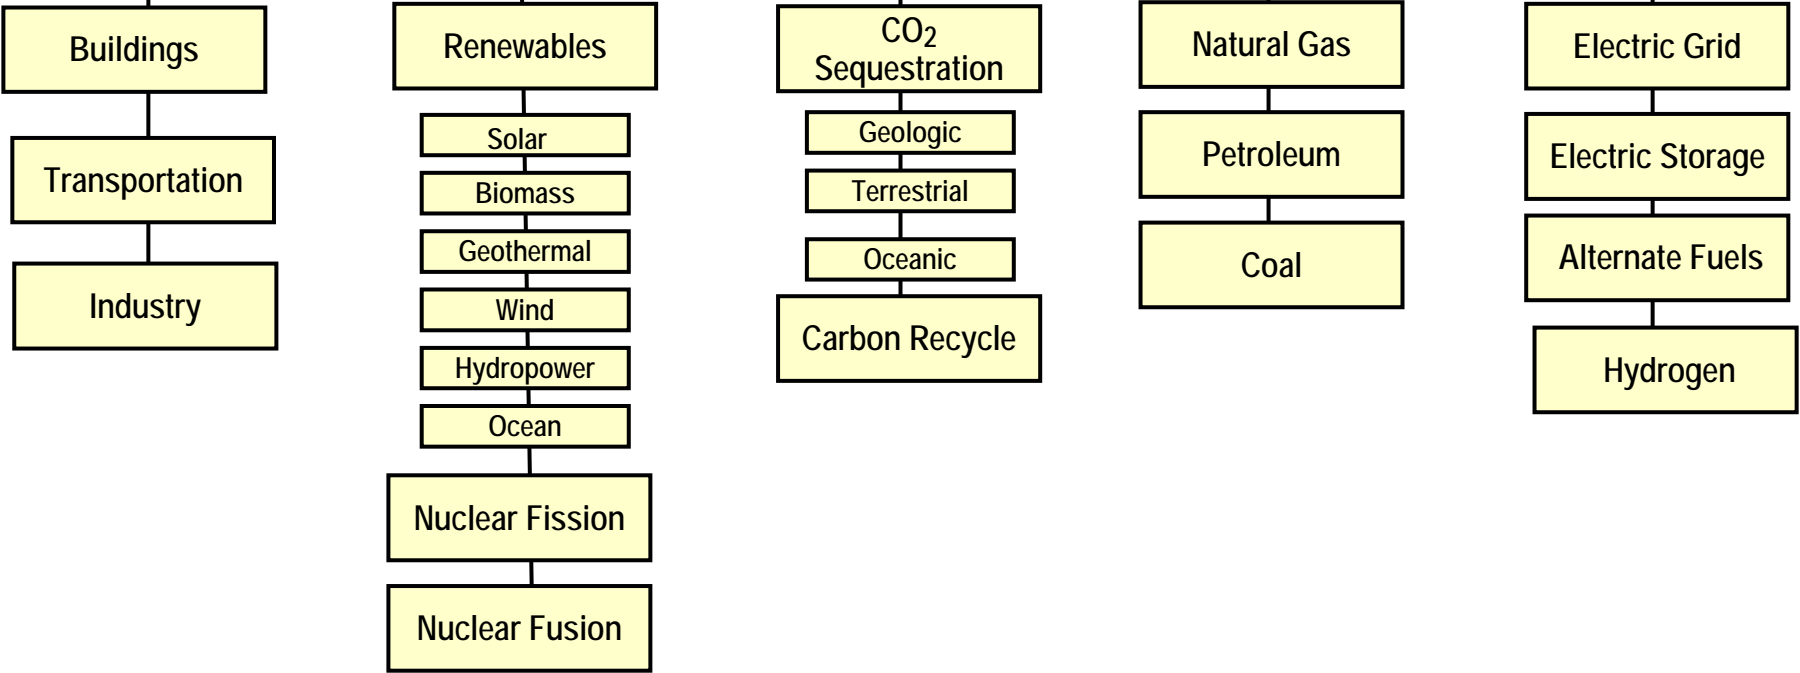 Buildings
Transportation
Industry
Renewables
Solar
Biomass
Geothermal
Wind
Hydropower
Ocean
Nuclear Fission
Nuclear Fusion
CO2
Sequestration
Geologic
Terrestrial
Oceanic
Carbon Recycle
Natural Gas
Petroleum
Coal
Electric Grid
Electric Storage
Alternate Fuels
Hydrogen